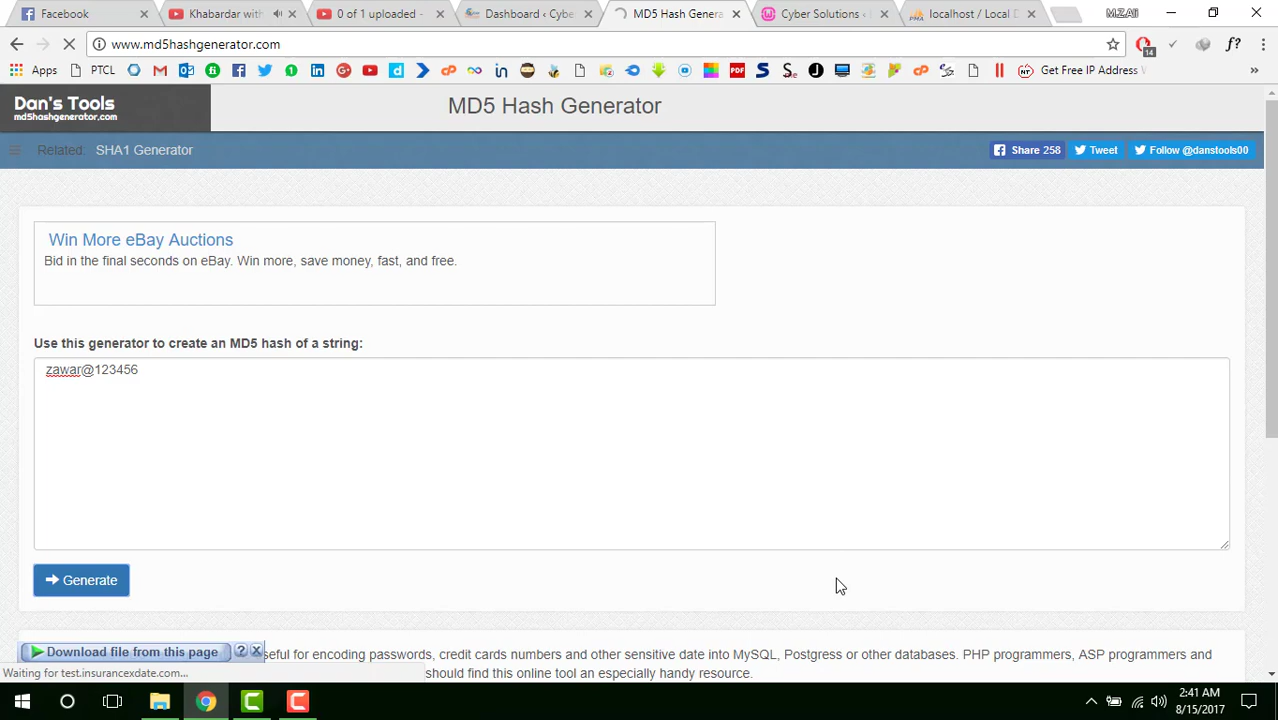 Facebook
Khabardar with
0 of 1 uploaded -
Dashboard ‹ Cybe
MD5 Hash Genera
Cyber Solutions ‹
localhost / Local D
M.Z.Ali
www.md5hashgenerator.com
14
f?
Apps
PTCL
Get Free IP Address
Dan's Tools
md5hashgenerator.com
MD5 Hash Generator
Related: SHA1 Generator
Share 258
Tweet
Follow @danstools00
Win More eBay Auctions
Bid in the final seconds on eBay. Win more, save money, fast, and free.
Use this generator to create an MD5 hash of a string:
zawar@123456
Generate
Download file from this page
seful for encoding passwords, credit cards numbers and other sensitive date into MySQL, Postgress or other databases. PHP programmers, ASP programmers and
should find this online tool an especially handy resource.
Waiting for test.insurancexdate.com...
2:41 AM
8/15/2017